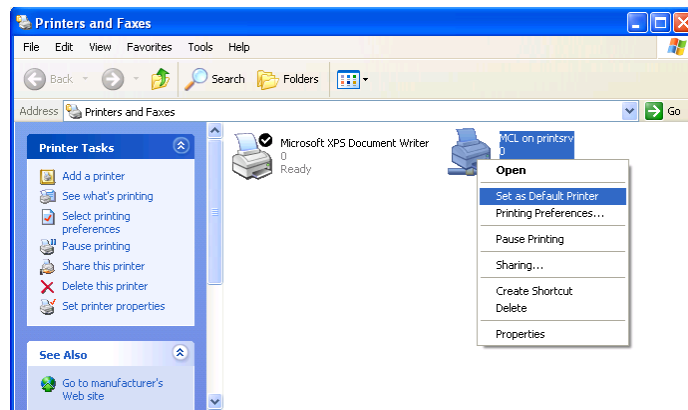 Printers and Faxes
File Edit View Favorites Tools Help
Back Search Folders
Address Printers and Faxes Go
Printer Tasks
Add a printer
See what's printing
Select printing
preferences
Pause printing
Share this printer
Delete this printer
Set printer properties
See Also
Go to manufacturer's
Web site
Microsoft XPS Document Writer
0
Ready
MCL on printsrv
0
Open
Set as Default Printer
Printing Preferences...
Pause Printing
Sharing...
Create Shortcut
Delete
Properties